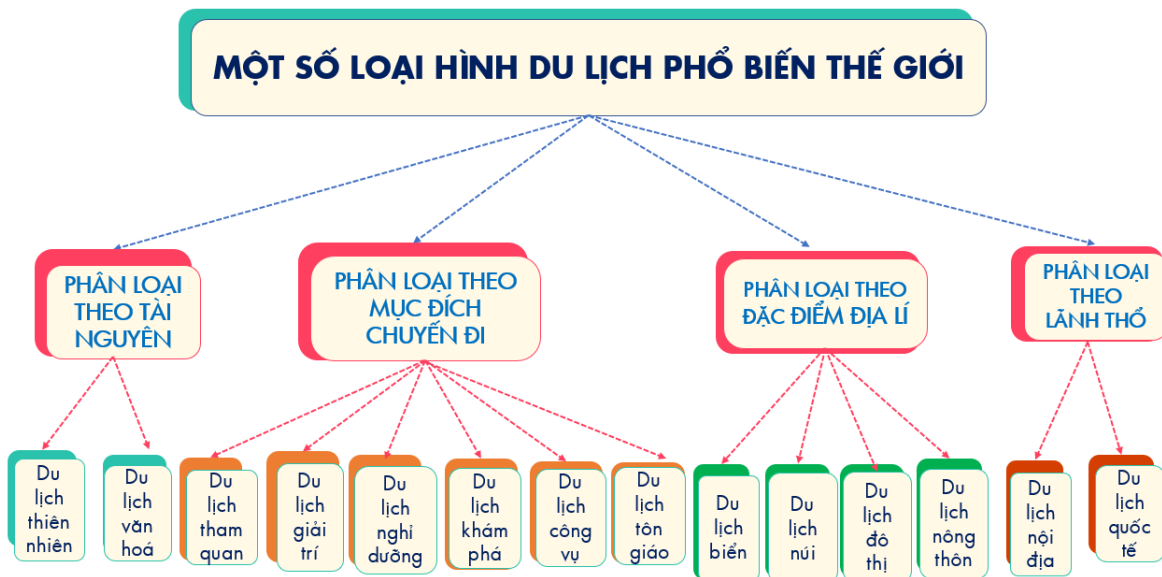 MỘT SỐ LOẠI HÌNH DU LỊCH PHỔ BIẾN THẾ GIỚI
PHÂN LOẠI
THEO TÀI
NGUYÊN
PHÂN LOẠI THEO
MỤC ĐÍCH
CHUYẾN ĐI
PHÂN LOẠI THEO
ĐẶC ĐIỂM ĐỊA LÍ
PHÂN LOẠI
THEO
LÃNH THỔ
Du
lịch
thiên
nhiên
Du
lịch
văn
hoá
Du
lịch
tham
quan
Du
lịch
giải
trí
Du
lịch
nghỉ
dưỡng
Du
lịch
khám
phá
Du
lịch
công
vụ
Du
lịch
tôn
giáo
Du
lịch
biển
Du
lịch
núi
Du
lịch
đô
thị
Du
lịch
nông
thôn
Du
lịch
nội
địa
Du
lịch
quốc
tế